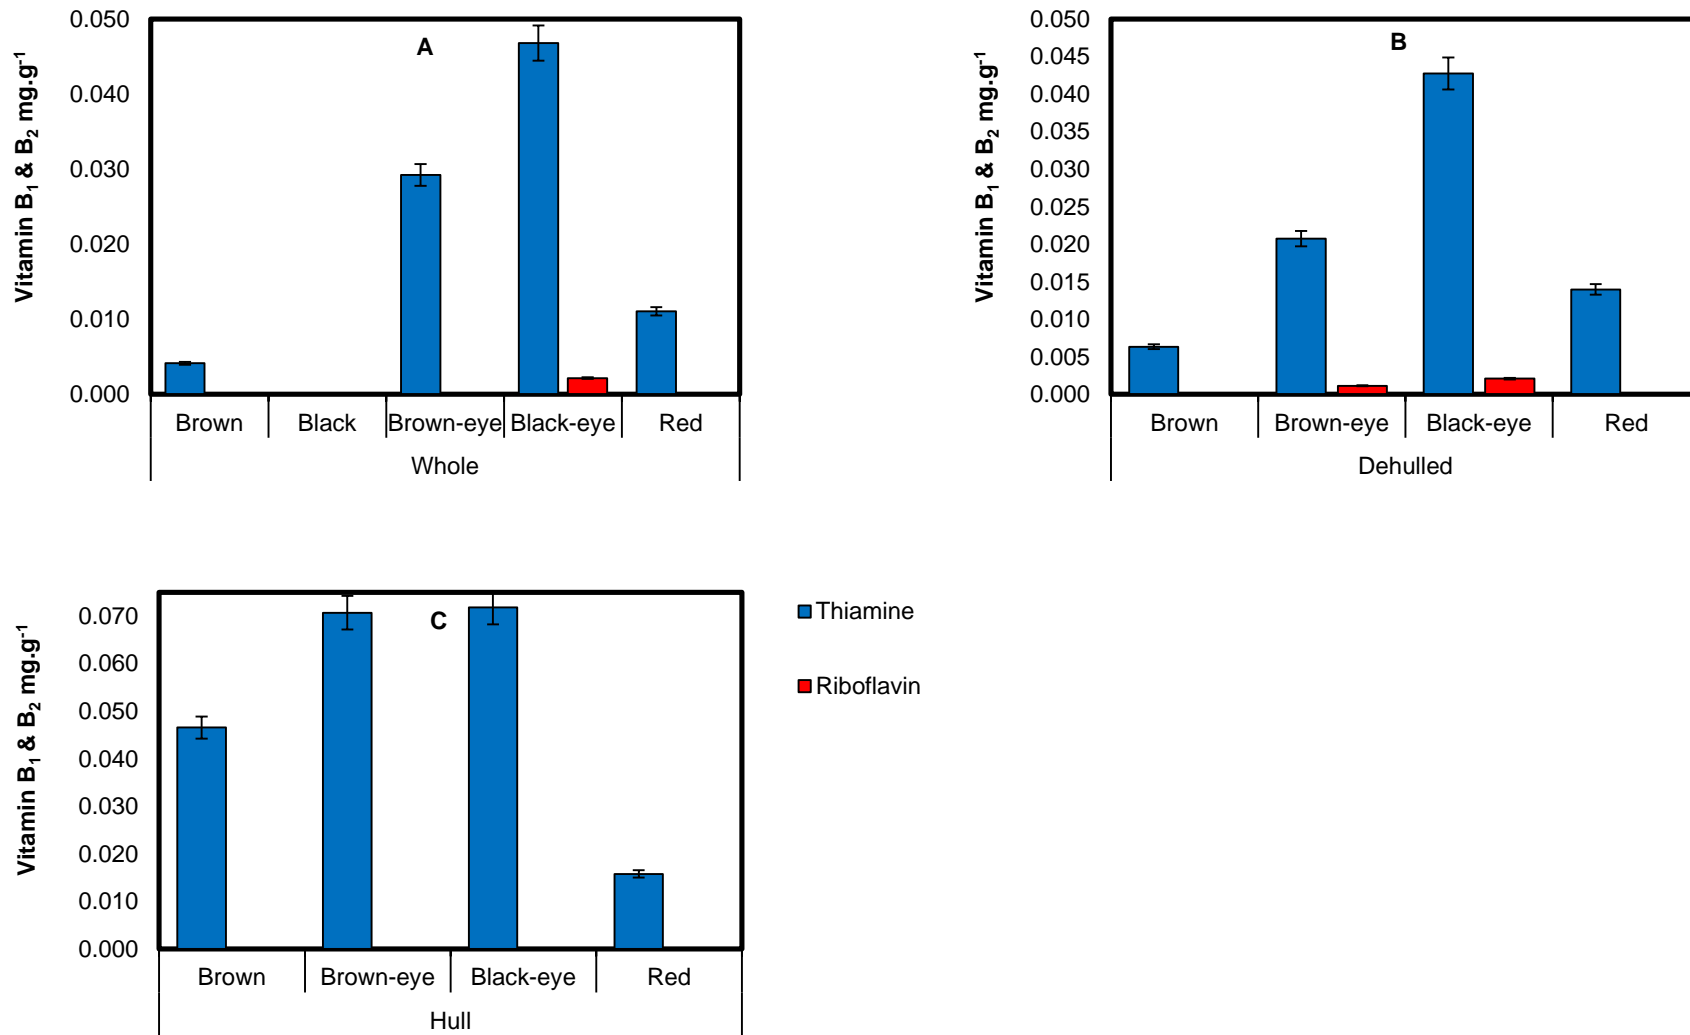 A
Vitamin B₁ & B₂ mg.g⁻¹
0.050
0.040
0.030
0.020
0.010
0.000
Brown Black Brown-eye Black-eye Red
Whole
B
Vitamin B₁ & B₂ mg.g⁻¹
0.050
0.045
0.040
0.035
0.030
0.025
0.020
0.015
0.010
0.005
0.000
Brown Brown-eye Black-eye Red
Dehulled
C
Vitamin B₁ & B₂ mg.g⁻¹
0.070
0.060
0.050
0.040
0.030
0.020
0.010
0.000
Brown Brown-eye Black-eye Red
Hull
Thiamine
Riboflavin